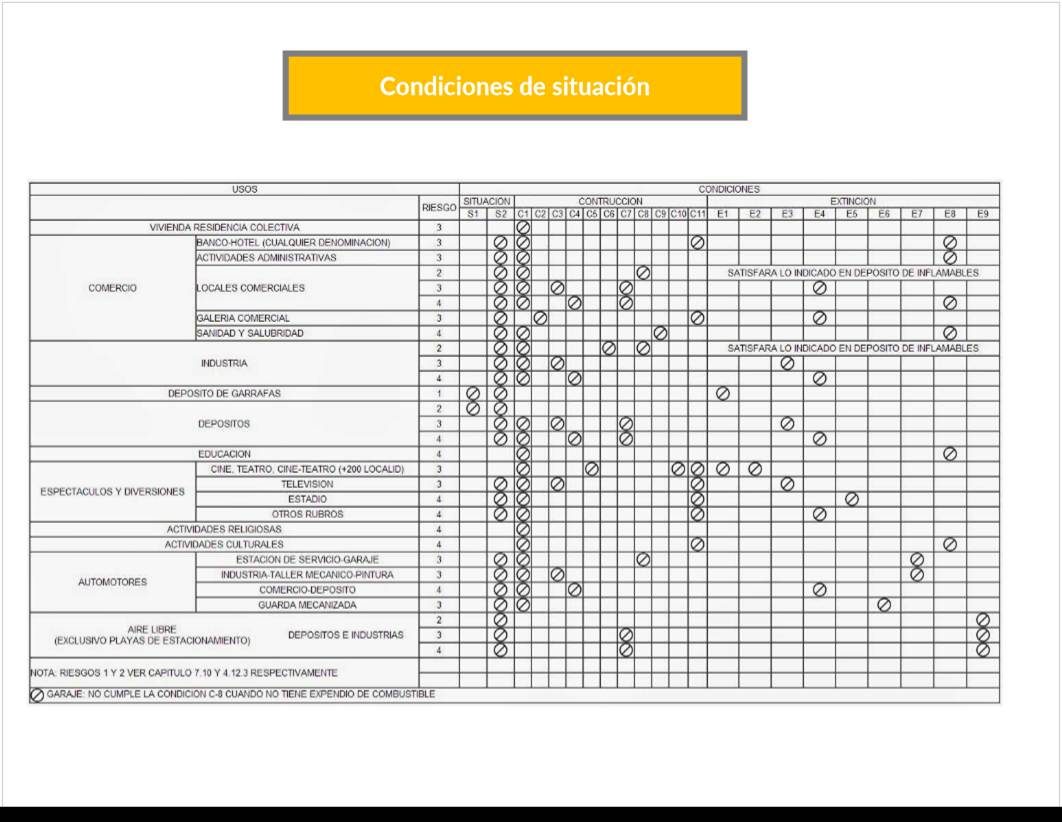 Condiciones de situación
USOS CONDICIONES
RIESGO SITUACIÓN CONTRUCCION EXTINCION
S1 S2 C1 C2 C3 C4 C5 C6 C7 C8 C9 C10 C11 E1 E2 E3 E4 E5 E6 E7 E8 E9
VIVIENDA RESIDENCIA COLECTIVA 3
BANCO-HOTEL (CUALQUIER DENOMINACION) 3
ACTIVIDADES ADMINISTRATIVAS 3
2 SATISFARA LO INDICADO EN DEPOSITO DE INFLAMABLES
COMERCIO LOCALES COMERCIALES 3
4
GALERIA COMERCIAL 3
SANIDAD Y SALUBRIDAD 4
2 SATISFARA LO INDICADO EN DEPOSITO DE INFLAMABLES
INDUSTRIA 3
4
DEPOSITO DE GARRAFAS 1
2
DEPOSITOS 3
4
EDUCACION 4
CINE, TEATRO, CINE-TEATRO (+200 LOCALID) 3
ESPECTACULOS Y DIVERSIONES TELEVISION 3
ESTADIO 4
OTROS RUBROS 4
ACTIVIDADES RELIGIOSAS 4
ACTIVIDADES CULTURALES 4
ESTACION DE SERVICIO-GARAJE 3
AUTOMOTORES INDUSTRIA-TALLER MECANICO-PINTURA 3
COMERCIO-DEPOSITO 4
GUARDA MECANIZADA 3
2
AIRE LIBRE
(EXCLUSIVO PLAYAS DE ESTACIONAMIENTO) DEPOSITOS E INDUSTRIAS 3
4
NOTA: RIESGOS 1 Y 2 VER CAPITULO 7.10 Y 4.12.3 RESPECTIVAMENTE
GARAJE: NO CUMPLE LA CONDICION C-8 CUANDO NO TIENE EXPENDIO DE COMBUSTIBLE